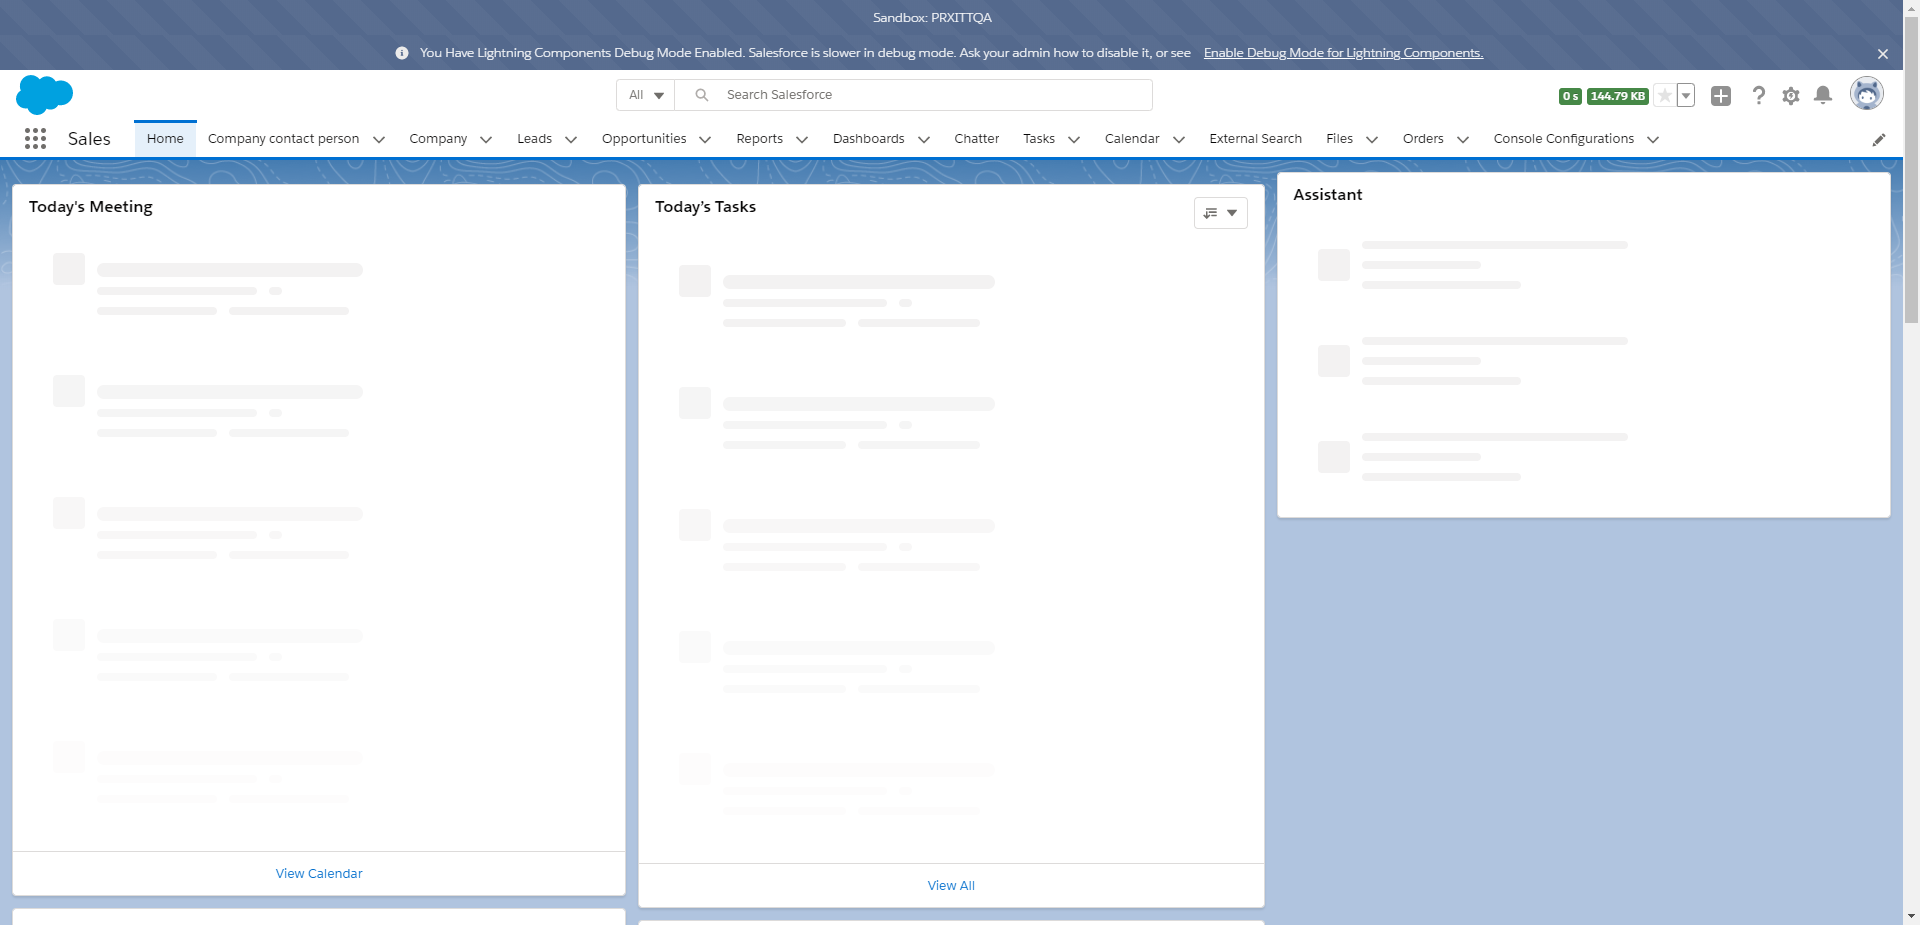 Sandbox: PRXITTQA
You Have Lightning Components Debug Mode Enabled. Salesforce is slower in debug mode. Ask your admin how to disable it, or see Enable Debug Mode for Lightning Components.
All Search Salesforce 0 s 144.79 KB
Sales Home Company contact person Company Leads Opportunities Reports Dashboards Chatter Tasks Calendar External Search Files Orders Console Configurations
Today's Meeting
Today’s Tasks
Assistant
View Calendar
View All